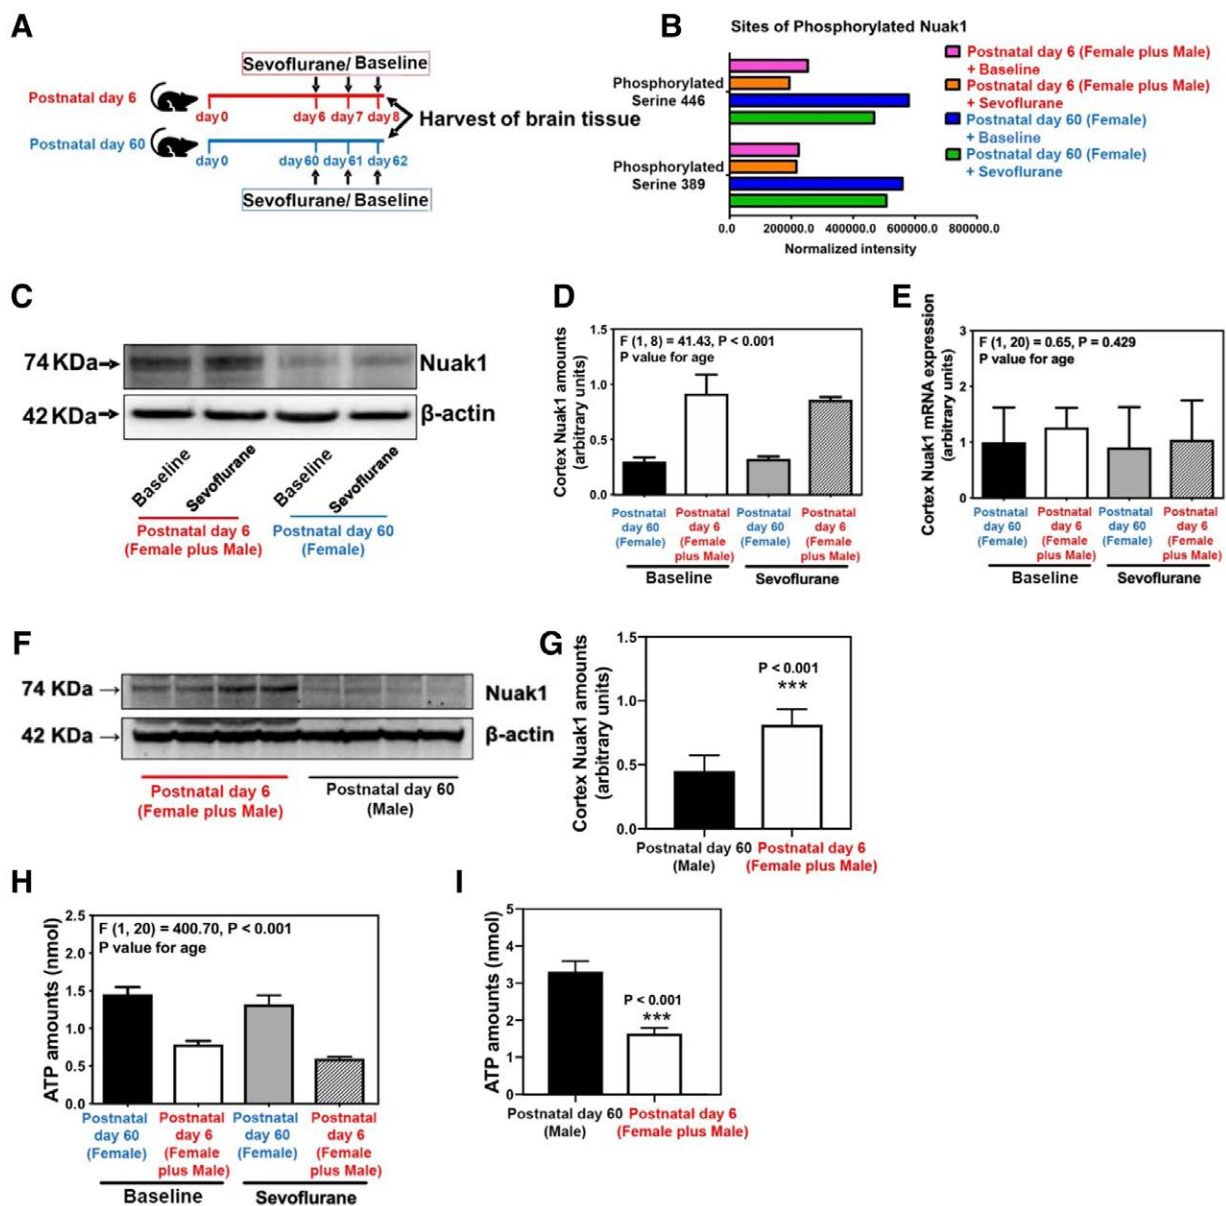 A
Sevoflurane/ Baseline
Postnatal day 6
day 0
day 6 day 7 day 8
Harvest of brain tissue
Postnatal day 60
day 0
day 60 day 61 day 62
Sevoflurane/ Baseline
B
Sites of Phosphorylated Nuak1
Phosphorylated
Serine 446
Phosphorylated
Serine 389
0.0 200000.0 400000.0 600000.0 800000.0
Normalized intensity
Postnatal day 6 (Female plus Male)
+ Baseline
Postnatal day 6 (Female plus Male)
+ Sevoflurane
Postnatal day 60 (Female)
+ Baseline
Postnatal day 60 (Female)
+ Sevoflurane
C
74 KDa
Nuak1
42 KDa
β-actin
Baseline
Sevoflurane
Baseline
Sevoflurane
Postnatal day 6
(Female plus Male)
Postnatal day 60
(Female)
D
Cortex Nuak1 amounts
(arbitrary units)
1.5
1.0
0.5
0.0
F (1, 8) = 41.43, P < 0.001
P value for age
Postnatal
day 60
(Female)
Postnatal
day 6
(Female
plus Male)
Postnatal
day 60
(Female)
Postnatal
day 6
(Female
plus Male)
Baseline
Sevoflurane
E
Cortex Nuak1 mRNA expression
(arbitrary units)
3
2
1
0
F (1, 20) = 0.65, P = 0.429
P value for age
Postnatal
day 60
(Female)
Postnatal
day 6
(Female
plus Male)
Postnatal
day 60
(Female)
Postnatal
day 6
(Female
plus Male)
Baseline
Sevoflurane
F
74 KDa
Nuak1
42 KDa
β-actin
Postnatal day 6
(Female plus Male)
Postnatal day 60
(Male)
G
Cortex Nuak1 amounts
(arbitrary units)
1.5
1.0
0.5
0.0
P < 0.001
***
Postnatal day 60
(Male)
Postnatal day 6
(Female plus Male)
H
ATP amounts (nmol)
2.5
2.0
1.5
1.0
0.5
0.0
F (1, 20) = 400.70, P < 0.001
P value for age
Postnatal
day 60
(Female)
Postnatal
day 6
(Female
plus Male)
Postnatal
day 60
(Female)
Postnatal
day 6
(Female
plus Male)
Baseline
Sevoflurane
I
ATP amounts (nmol)
5
4
3
2
1
0
P < 0.001
***
Postnatal day 60
(Male)
Postnatal day 6
(Female plus Male)